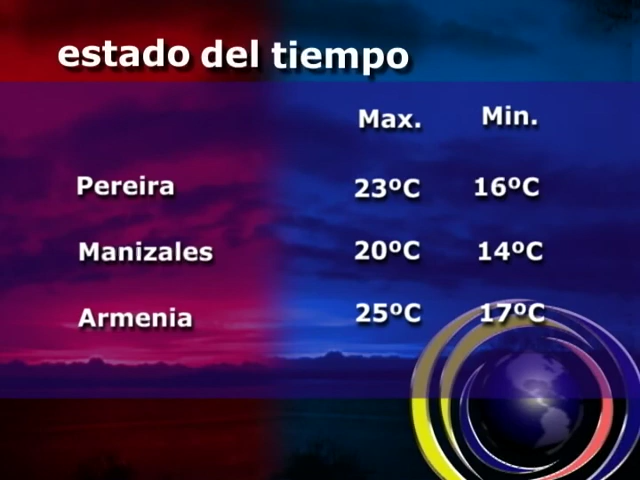 estado del tiempo
Max. Min.
Pereira 23ºC 16ºC
Manizales 20ºC 14ºC
Armenia 25ºC 17ºC